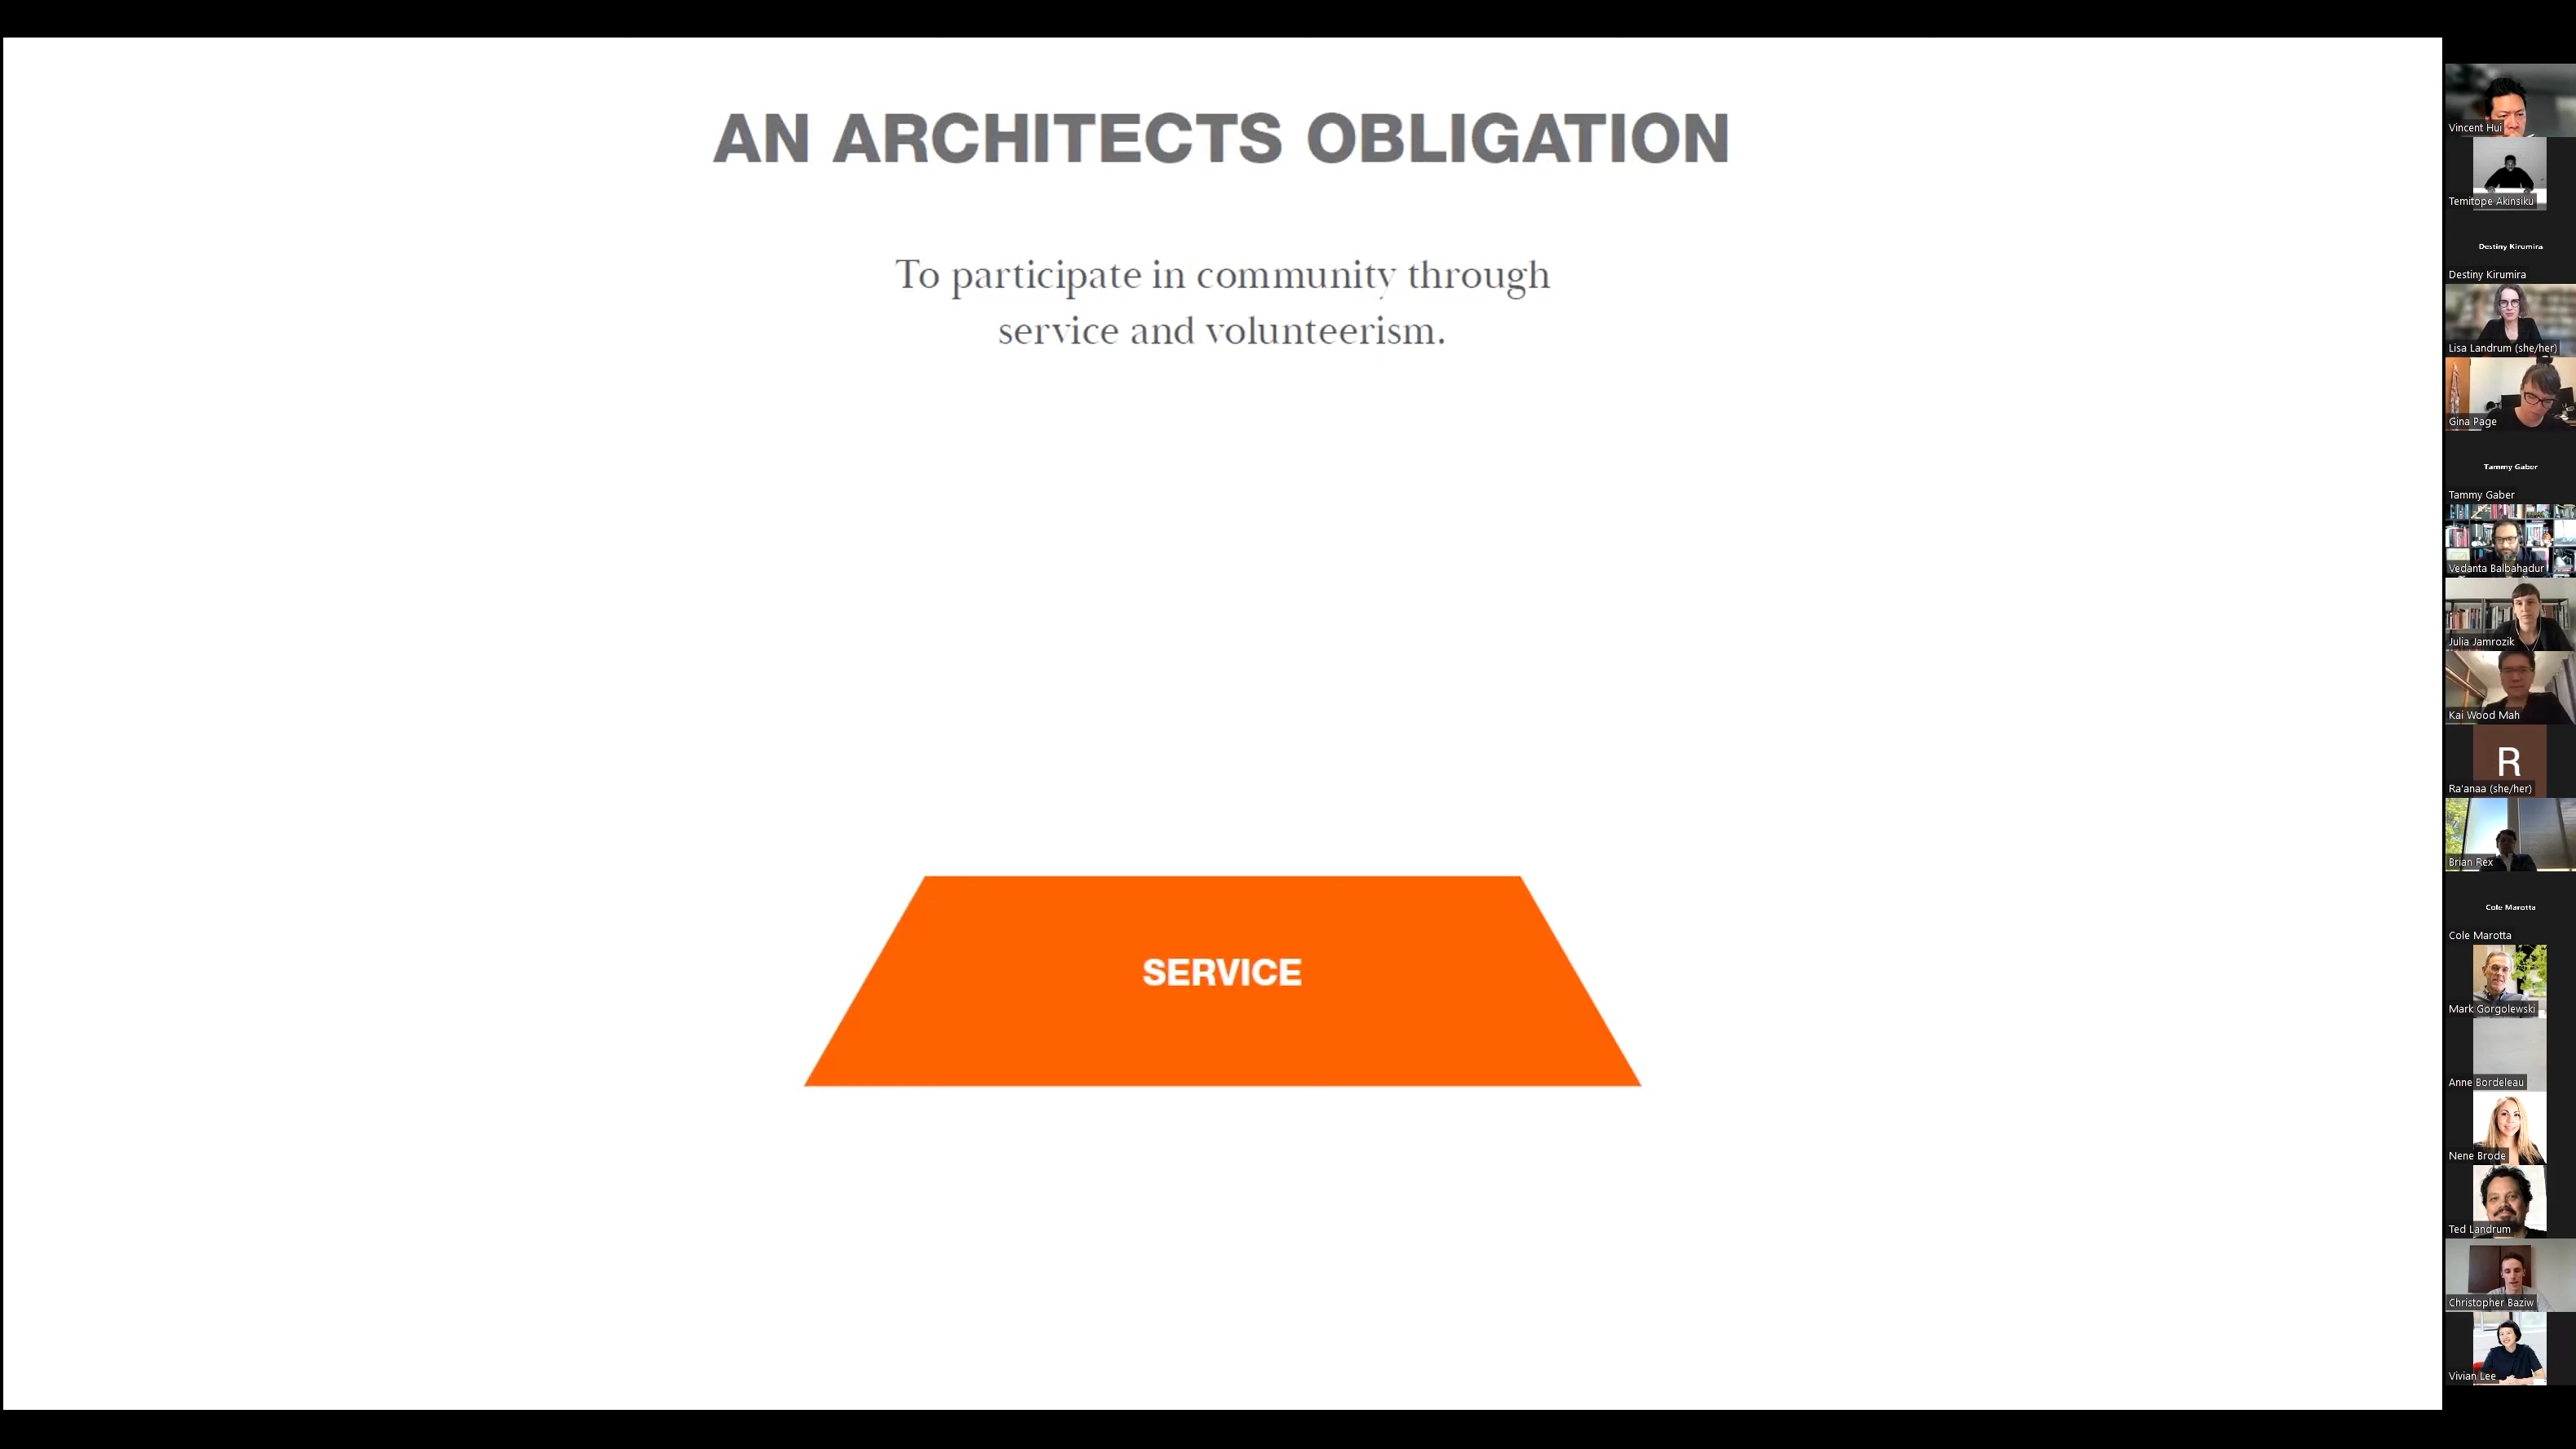 AN ARCHITECTS OBLIGATION
To participate in community through
service and volunteerism.
SERVICE
Vincent Hui
Temitope Akinsiku
Destiny Kirumira
Destiny Kirumira
Lisa Landrum (she/her)
Gina Page
Tammy Gaber
Tammy Gaber
Vedanta Balbahadur
Julia Jamrozik
Kai Wood Mah
R
Ra'anaa (she/her)
Brian Rex
Cole Marotta
Cole Marotta
Mark Gorgolewski
Anne Bordeleau
Nene Brode
Ted Landrum
Christopher Baziw
Vivian Lee